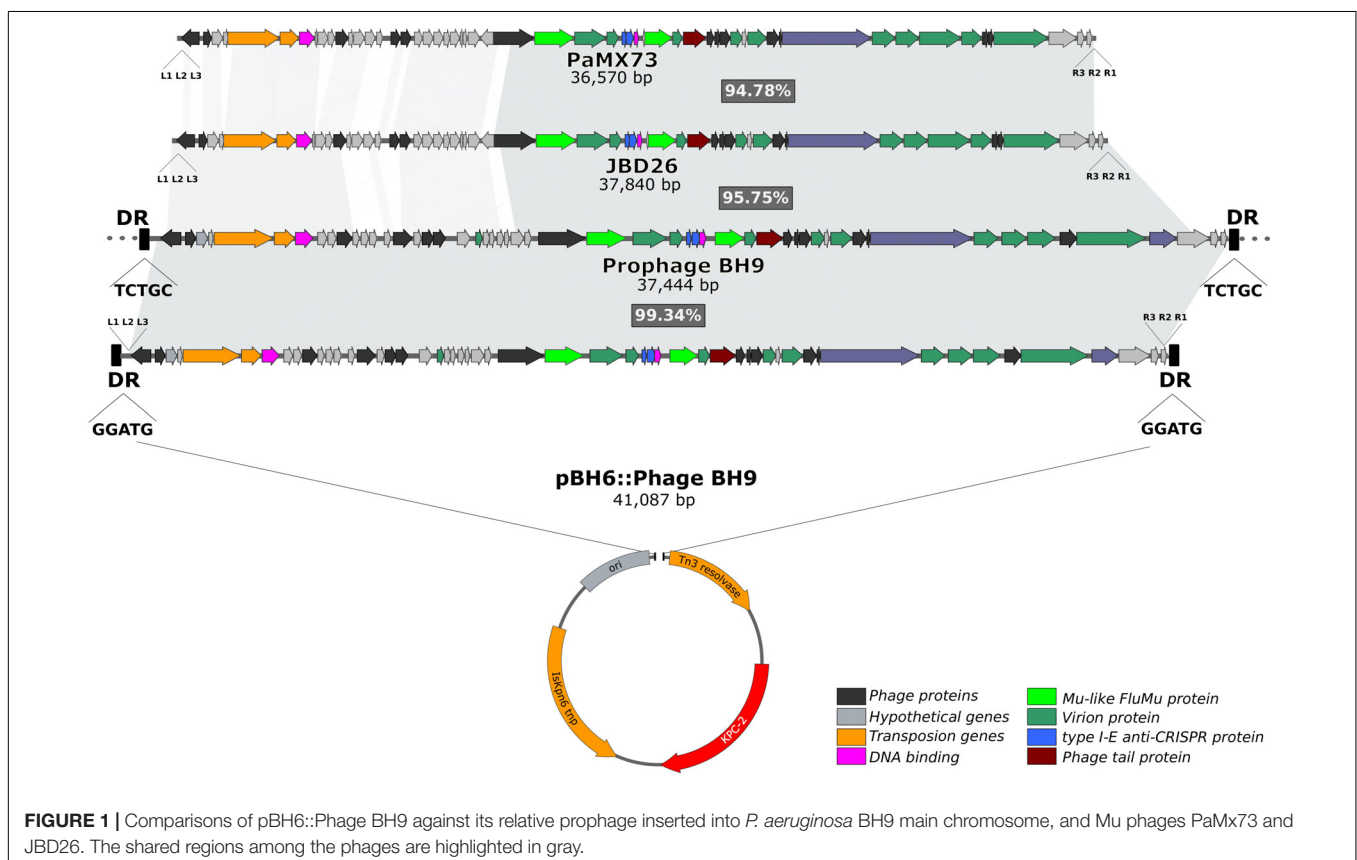 PaMX73
36,570 bp
L1 L2 L3
R3 R2 R1
94.78%
JBD26
37,840 bp
L1 L2 L3
R3 R2 R1
95.75%
DR
DR
Prophage BH9
37,444 bp
TCTGC
TCTGC
99.34%
L1 L2 L3
R3 R2 R1
DR
DR
GGATG
GGATG
pBH6::Phage BH9
41,087 bp
ori
Tn3 resolvase
IsKpn6 tnp
KPC-2
Phage proteins
Hypothetical genes
Transposion genes
DNA binding
Mu-like FluMu protein
Virion protein
type I-E anti-CRISPR protein
Phage tail protein
FIGURE 1 | Comparisons of pBH6::Phage BH9 against its relative prophage inserted into P. aeruginosa BH9 main chromosome, and Mu phages PaMx73 and
JBD26. The shared regions among the phages are highlighted in gray.